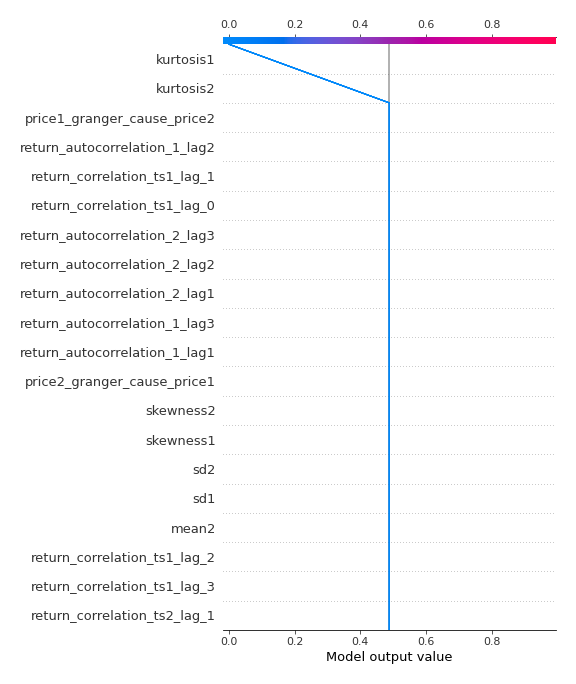 0.0 0.2 0.4 0.6 0.8
kurtosis1
kurtosis2
price1_granger_cause_price2
return_autocorrelation_1_lag2
return_correlation_ts1_lag_1
return_correlation_ts1_lag_0
return_autocorrelation_2_lag3
return_autocorrelation_2_lag2
return_autocorrelation_2_lag1
return_autocorrelation_1_lag3
return_autocorrelation_1_lag1
price2_granger_cause_price1
skewness2
skewness1
sd2
sd1
mean2
return_correlation_ts1_lag_2
return_correlation_ts1_lag_3
return_correlation_ts2_lag_1
0.0 0.2 0.4 0.6 0.8
Model output value